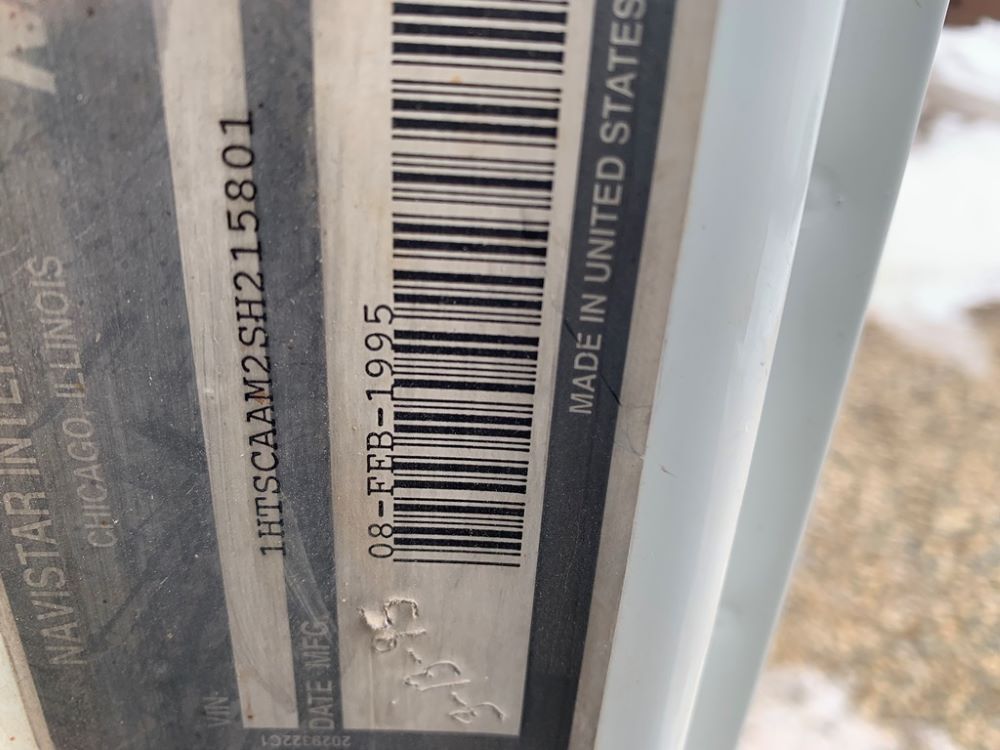 NAVISTAR INTER
CHICAGO, ILLINOIS
VIN
1HTSCAAM2SH215801
DATE MFG.
08-FEB-1995
MADE IN UNITED STATES
2029322C1